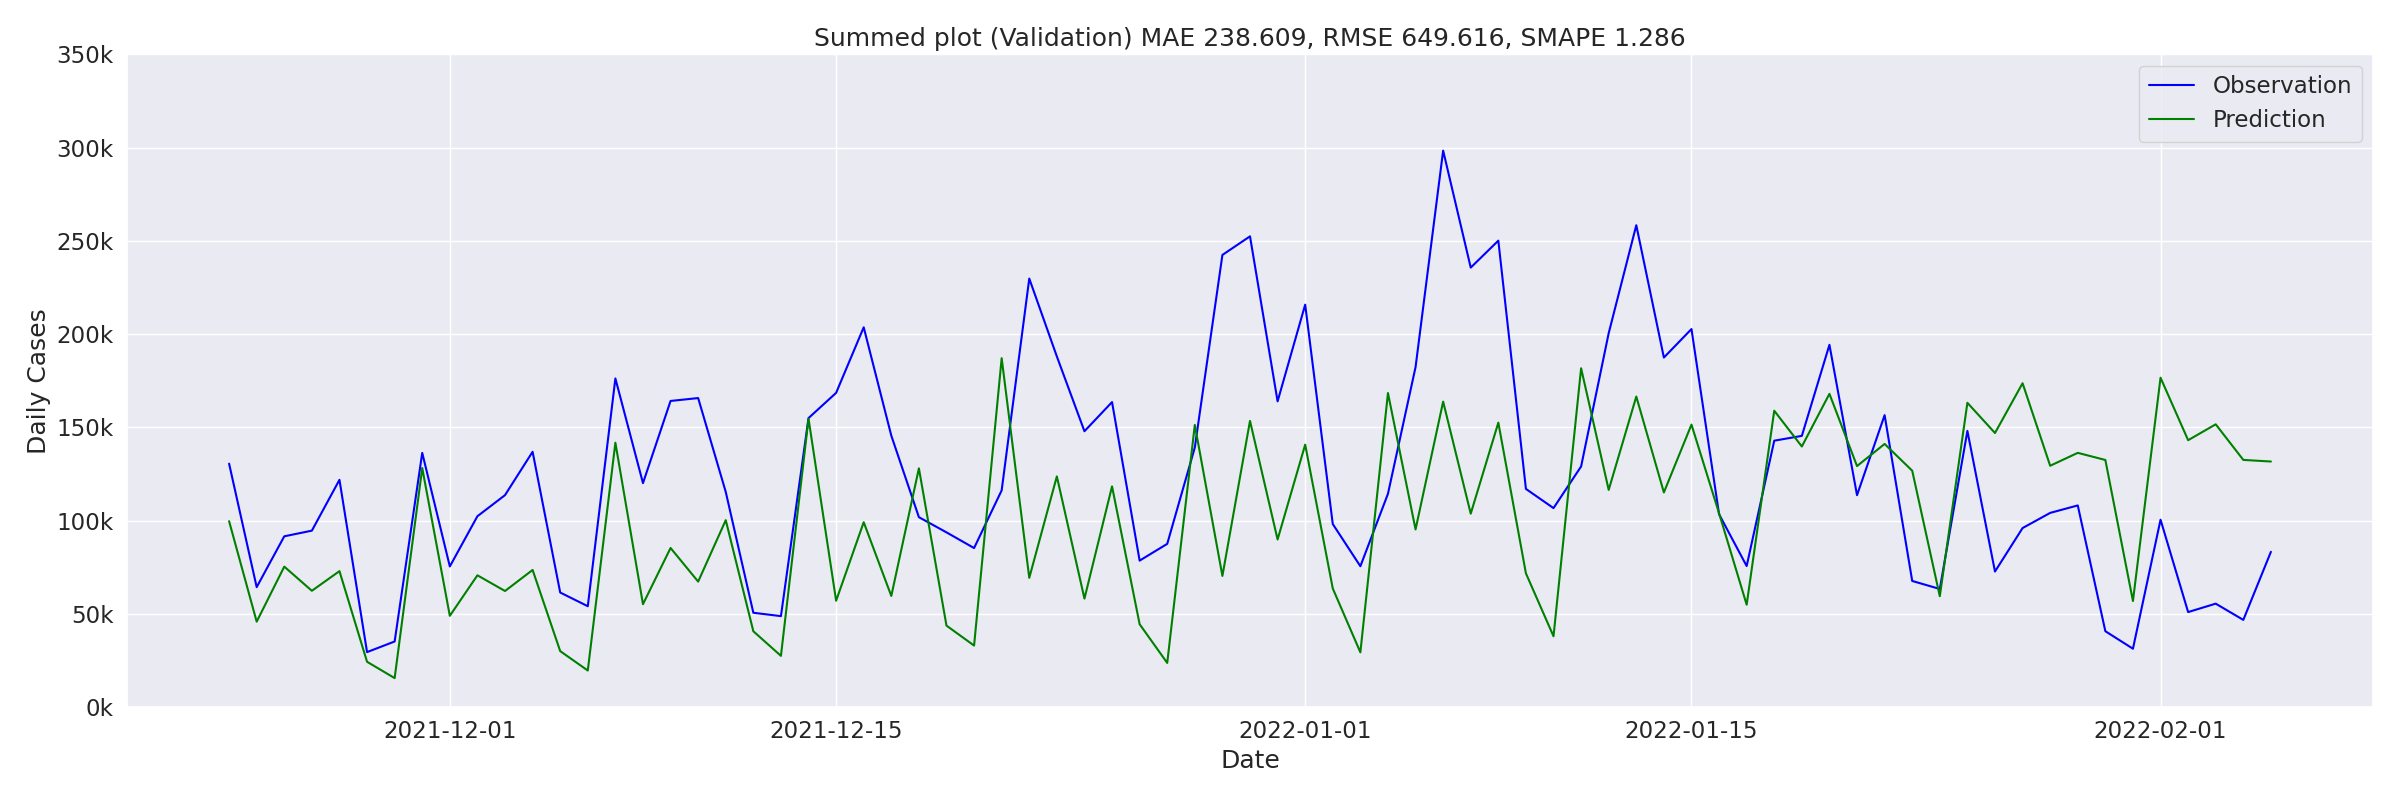 Summed plot (Validation) MAE 238.609, RMSE 649.616, SMAPE 1.286
350k
300k
250k
200k
150k
100k
50k
0k
Daily Cases
Observation
Prediction
2021-12-01
2021-12-15
2022-01-01
2022-01-15
2022-02-01
Date